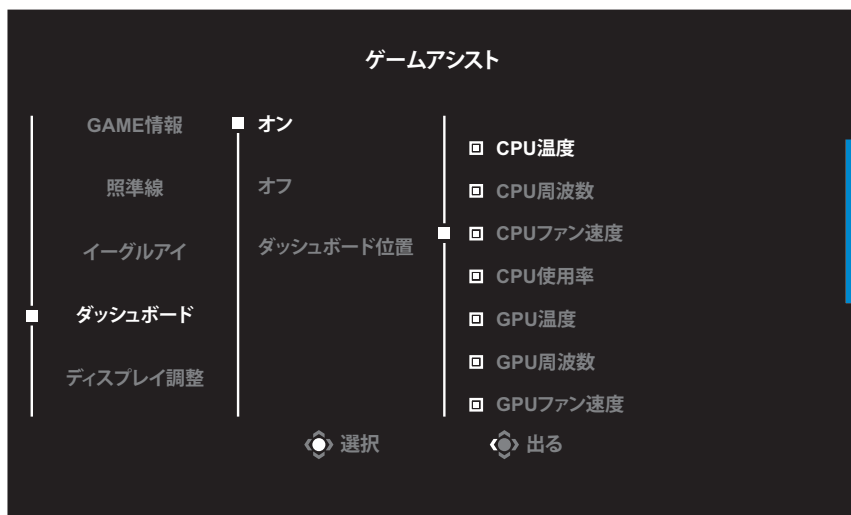 ゲームアシスト
GAME情報
照準線
イーグルアイ
ダッシュボード
ディスプレイ調整
オン
オフ
ダッシュボード位置
CPU温度
CPU周波数
CPUファン速度
CPU使用率
GPU温度
GPU周波数
GPUファン速度
選択
出る